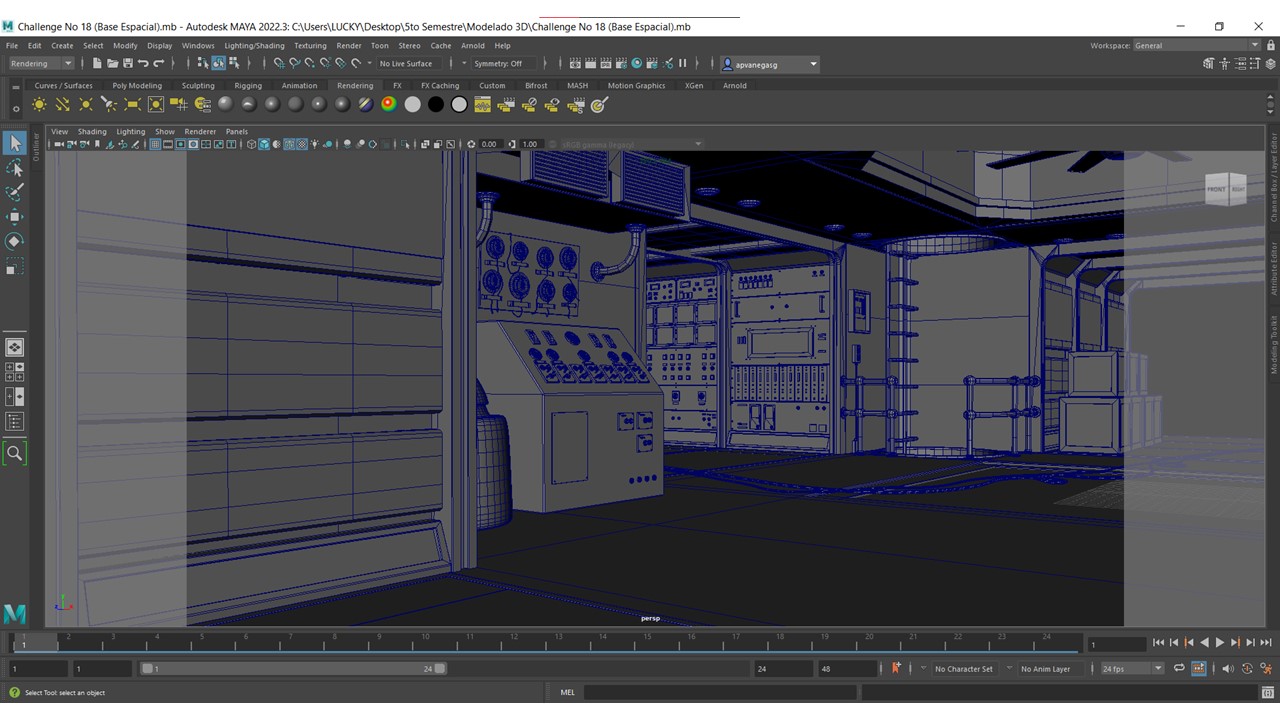 Challenge No 18 (Base Espacial).mb - Autodesk MAYA 2022.3: C:\Users\LUCKY\Desktop\5to Semestre\Modelado 3D\Challenge No 18 (Base Espacial).mb
File Edit Create Select Modify Display Windows Lighting/Shading Texturing Render Toon Stereo Cache Arnold Help Workspace: General
Rendering No Live Surface Symmetry: Off apvanegasg
Curves / Surfaces Poly Modeling Sculpting Rigging Animation Rendering FX FX Caching Custom Bifrost MASH Motion Graphics XGen Arnold
View Shading Lighting Show Renderer Panels
0.00 1.00 sRGB gamma (legacy)
Outliner
Channel Box / Layer Editor
Attribute Editor
Modeling Toolkit
FRONT RIGHT
persp
1 2 3 4 5 6 7 8 9 10 11 12 13 14 15 16 17 18 19 20 21 22 23 24
1 1
1 1 1 24 24 48 No Character Set No Anim Layer 24 fps
Select Tool: select an object MEL